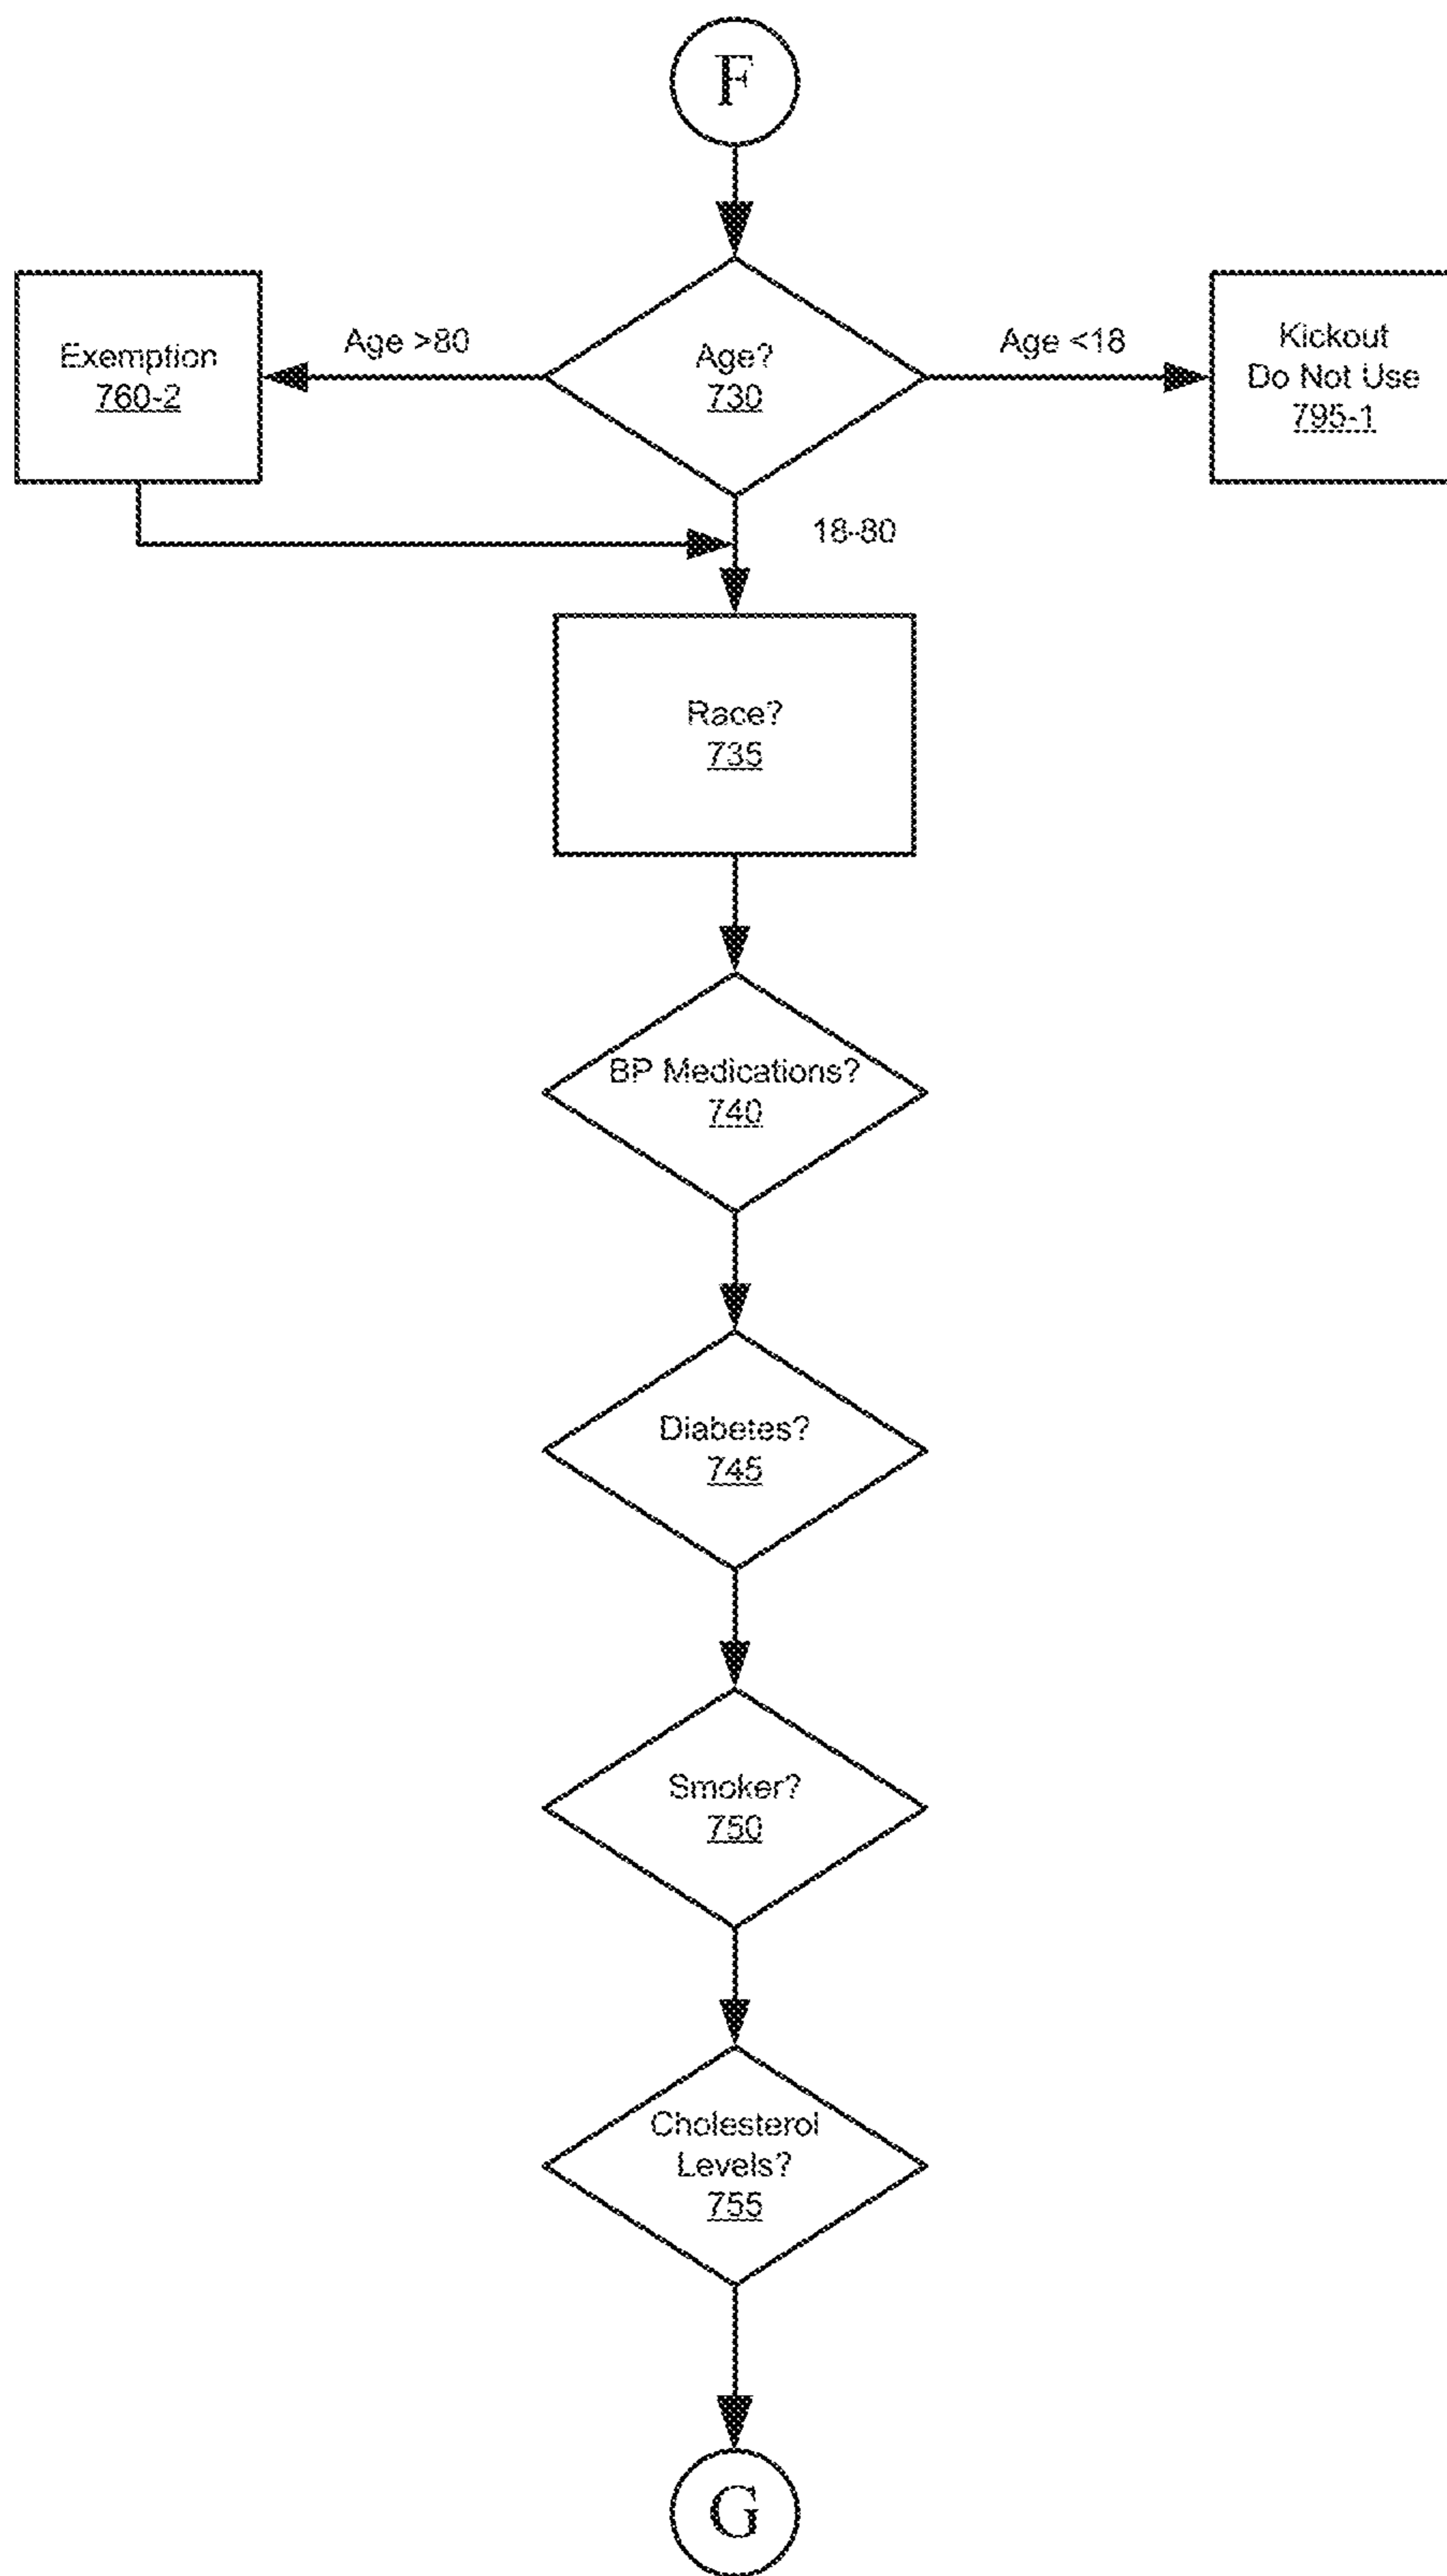 F
Age >80
Age <18
Exemption
760-2
Age?
730
Kickout
Do Not Use
795-1
18-80
Race?
735
BP Medications?
740
Diabetes?
745
Smoker?
750
Cholesterol
Levels?
755
G